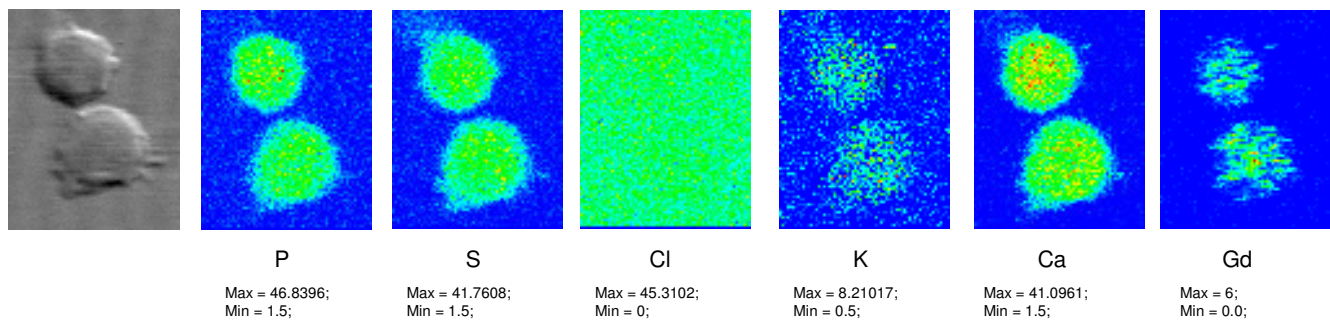 P S Cl K Ca Gd
Max = 46.8396; Max = 41.7608; Max = 45.3102; Max = 8.21017; Max = 41.0961; Max = 6;
Min = 1.5; Min = 1.5; Min = 0; Min = 0.5; Min = 1.5; Min = 0.0;